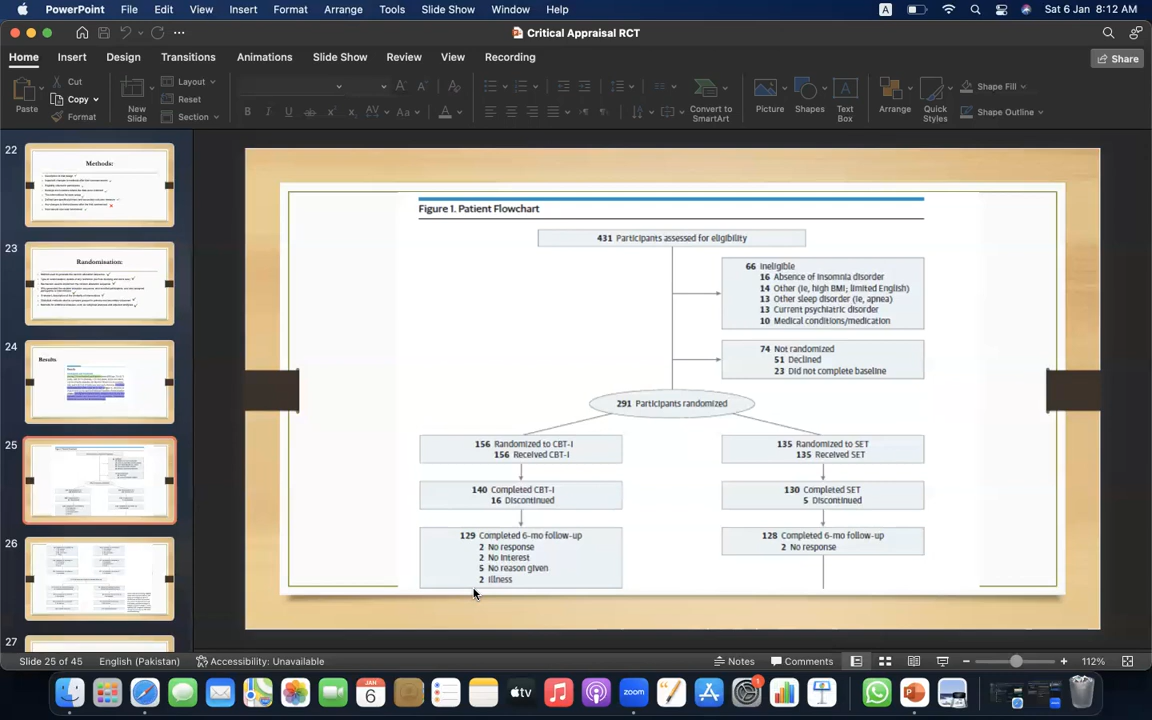 PowerPoint File Edit View Insert Format Arrange Tools Slide Show Window Help A Sat 6 Jan 8:12 AM
Critical Appraisal RCT
Home Insert Design Transitions Animations Slide Show Review View Recording Share
Paste Cut Copy Format
New Slide Layout Reset Section
Convert to SmartArt Picture Shapes Text Box Arrange Quick Styles Shape Fill Shape Outline
22
Methods:
23
Randomisation:
24
Results
25
26
27
Figure 1. Patient Flowchart
431 Participants assessed for eligibility
66 Ineligible
16 Absence of insomnia disorder
14 Other (ie, high BMI; limited English)
13 Other sleep disorder (ie, apnea)
13 Current psychiatric disorder
10 Medical conditions/medication
74 Not randomized
51 Declined
23 Did not complete baseline
291 Participants randomized
156 Randomized to CBT-I
156 Received CBT-I
135 Randomized to SET
135 Received SET
140 Completed CBT-I
16 Discontinued
130 Completed SET
5 Discontinued
129 Completed 6-mo follow-up
2 No response
2 No interest
5 No reason given
2 Illness
128 Completed 6-mo follow-up
2 No response
Slide 25 of 45 English (Pakistan) Accessibility: Unavailable Notes Comments 112%
JAN
6
tv
zoom
1